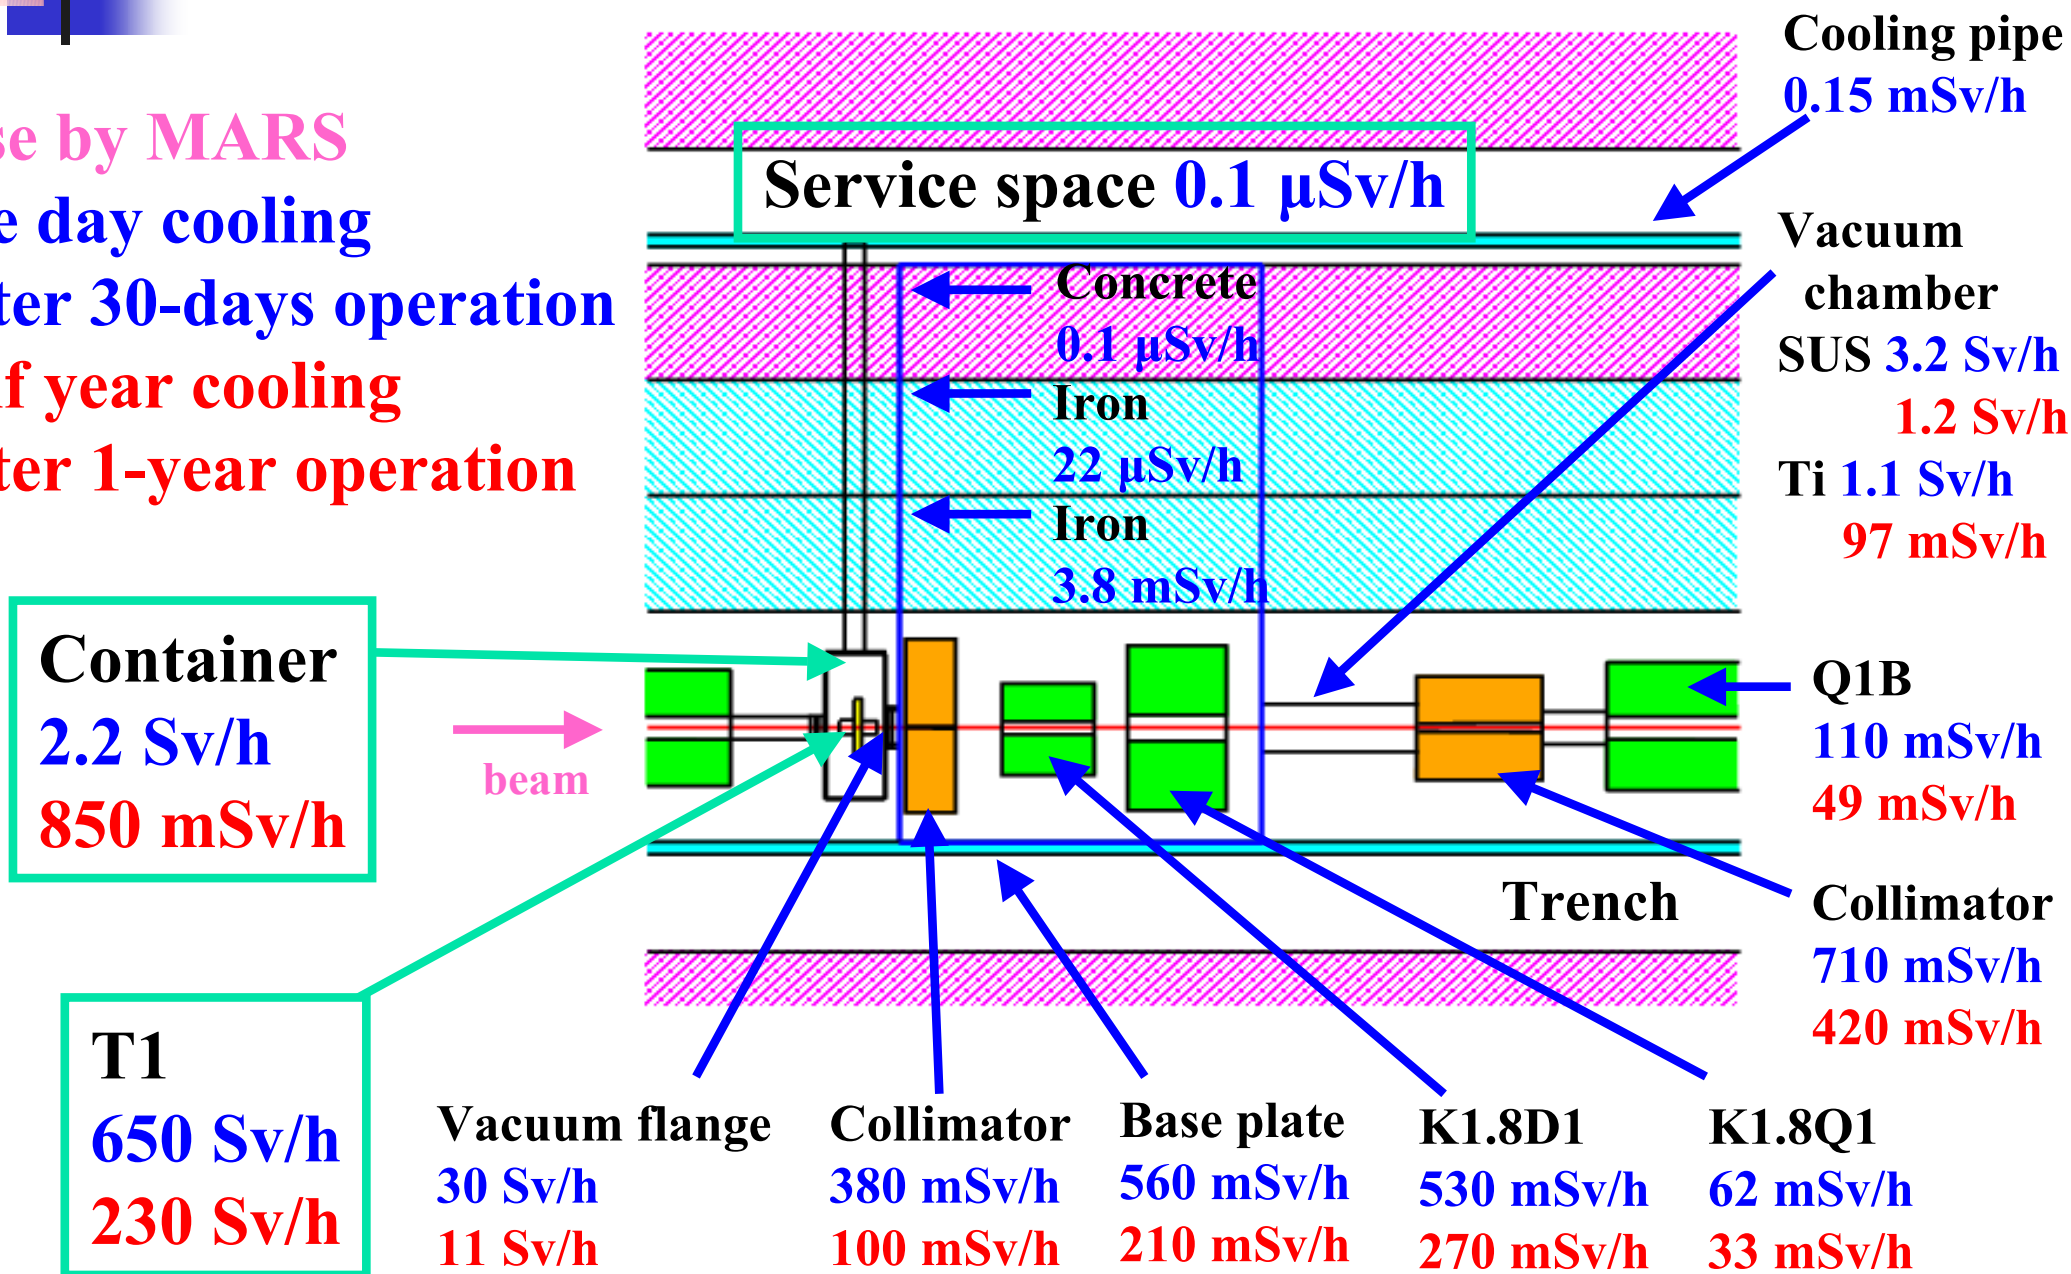 se by MARS
e day cooling
ter 30-days operation
lf year cooling
ter 1-year operation
Service space 0.1 µSv/h
Cooling pipe
0.15 mSv/h
Concrete
0.1 µSv/h
Iron
22 µSv/h
Iron
3.8 mSv/h
Vacuum
chamber
SUS 3.2 Sv/h
1.2 Sv/h
Ti 1.1 Sv/h
97 mSv/h
Container
2.2 Sv/h
850 mSv/h
beam
Q1B
110 mSv/h
49 mSv/h
Trench
Collimator
710 mSv/h
420 mSv/h
T1
650 Sv/h
230 Sv/h
Vacuum flange
30 Sv/h
11 Sv/h
Collimator
380 mSv/h
100 mSv/h
Base plate
560 mSv/h
210 mSv/h
K1.8D1
530 mSv/h
270 mSv/h
K1.8Q1
62 mSv/h
33 mSv/h